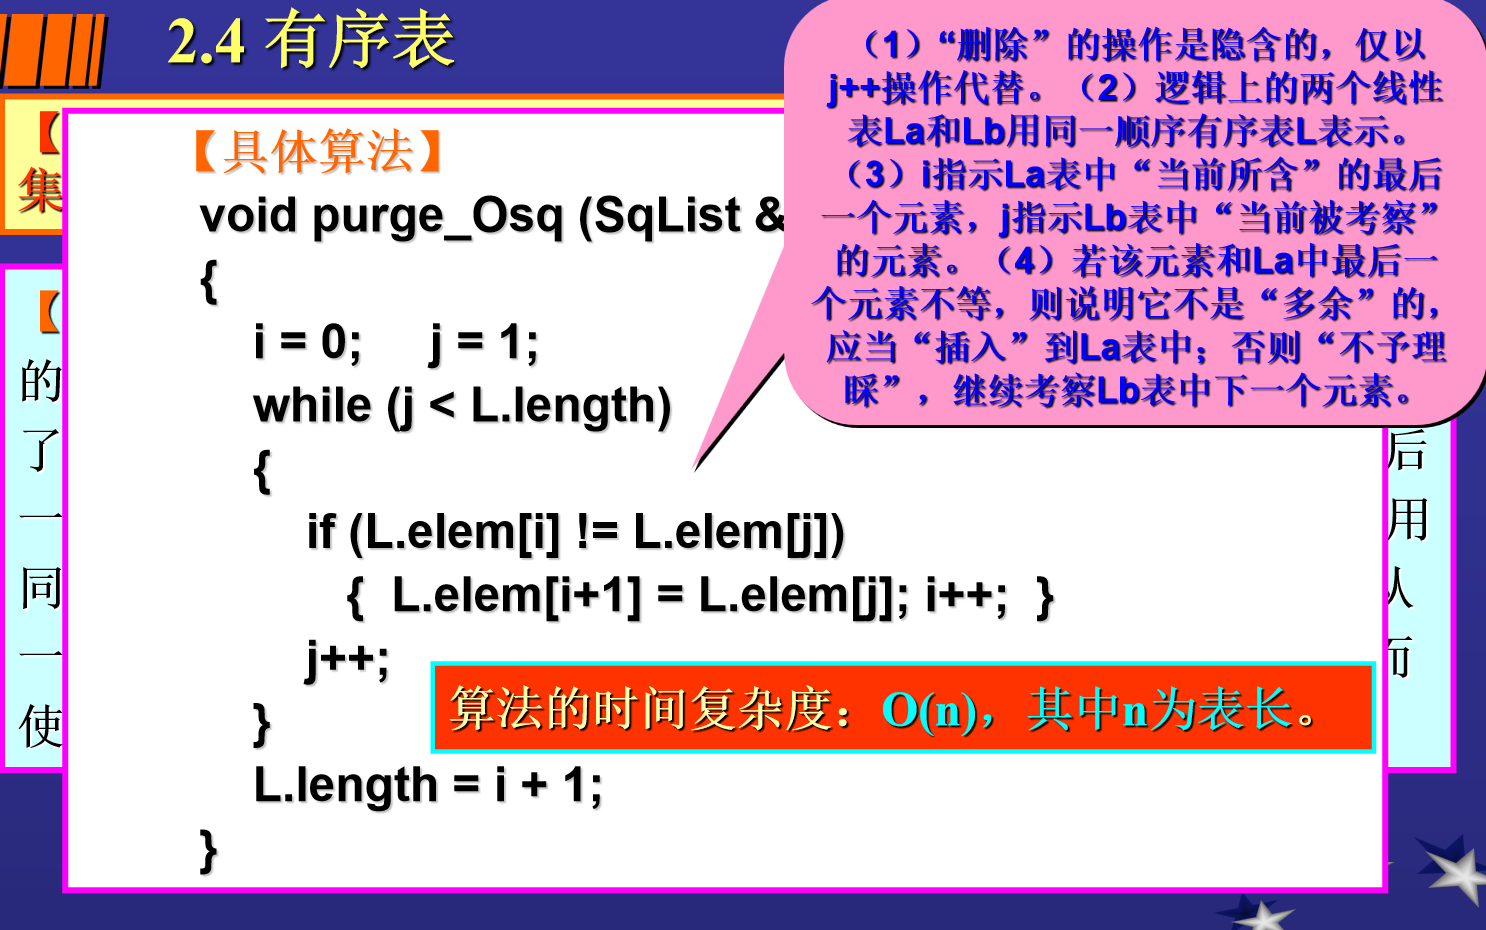 2.4 有序表
（1）“删除”的操作是隐含的，仅以
j++操作代替。（2）逻辑上的两个线性
表La和Lb用同一顺序有序表L表示。
（3）i指示La表中“当前所含”的最后
一个元素，j指示Lb表中“当前被考察”
的元素。（4）若该元素和La中最后一
个元素不等，则说明它不是“多余”的，
应当“插入”到La表中；否则“不予理
睬”，继续考察Lb表中下一个元素。
【
集
【具体算法】
void purge_Osq (SqList &
{
i = 0; j = 1;
while (j < L.length)
{
if (L.elem[i] != L.elem[j])
{ L.elem[i+1] = L.elem[j]; i++; }
j++;
}
L.length = i + 1;
}
算法的时间复杂度：O(n)，其中n为表长。
【
的
了
一
同
一
使
后
用
从
而